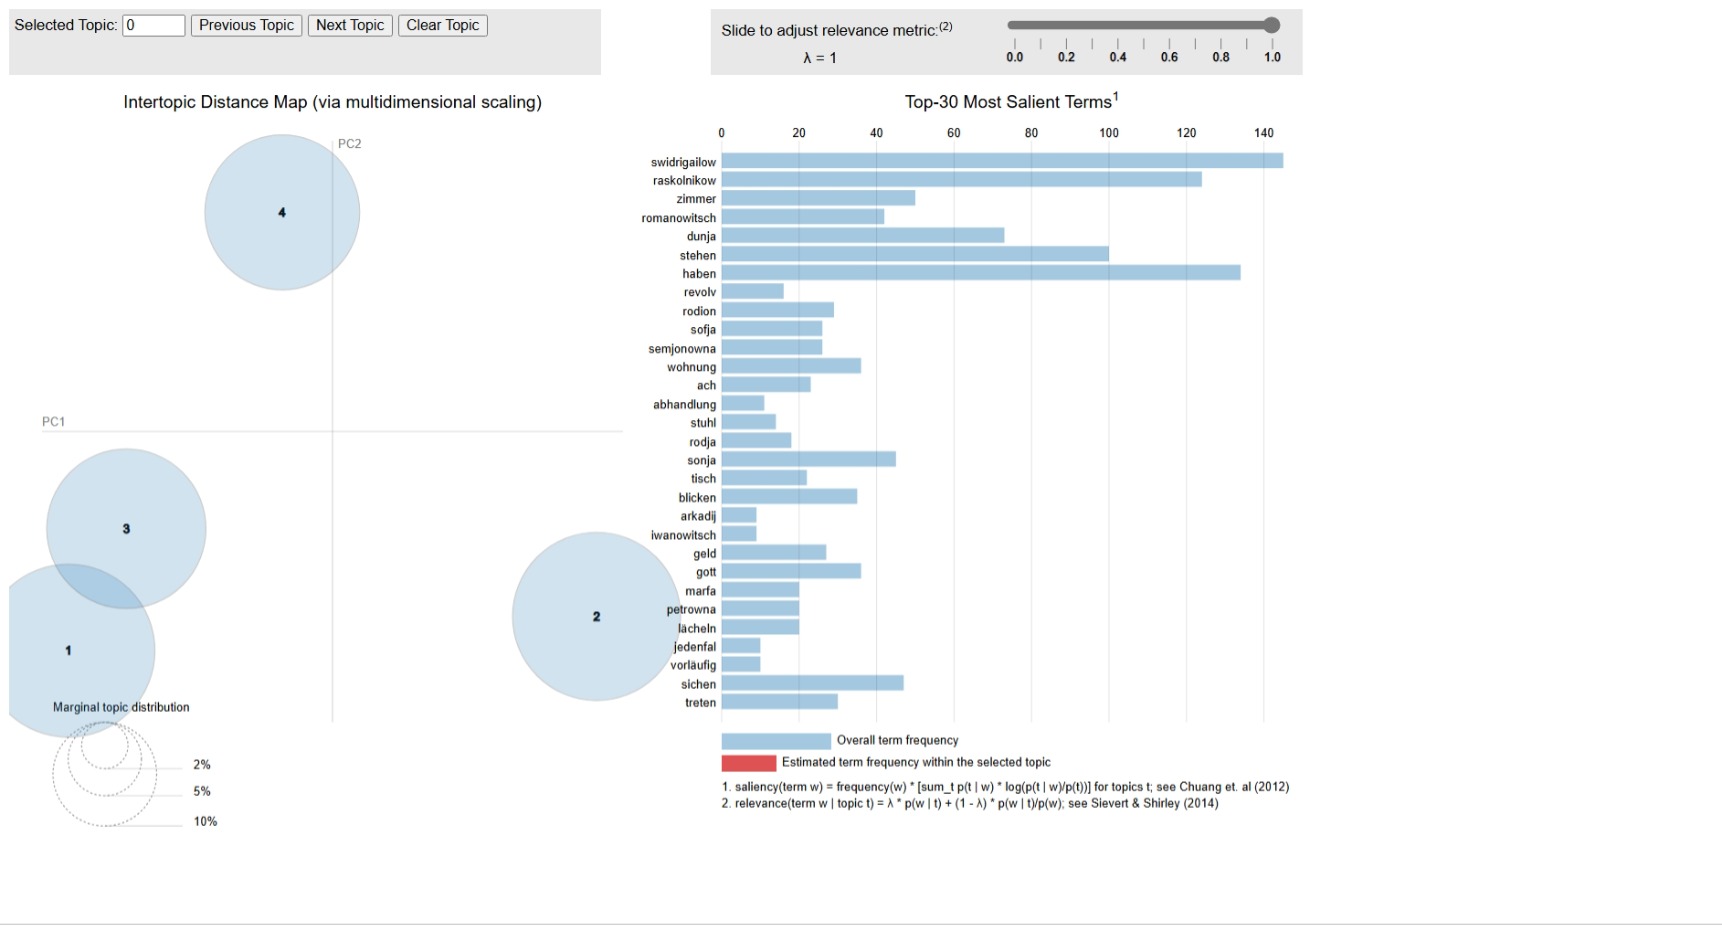 Selected Topic: 0 Previous Topic Next Topic Clear Topic
Slide to adjust relevance metric:(2)
λ = 1
0.0 0.2 0.4 0.6 0.8 1.0
Intertopic Distance Map (via multidimensional scaling)
PC2
PC1
4
3
1
2
Marginal topic distribution
2%
5%
10%
Top-30 Most Salient Terms1
0 20 40 60 80 100 120 140
swidrigailow
raskolnikow
zimmer
romanowitsch
dunja
stehen
haben
revolv
rodion
sofja
semjonowna
wohnung
ach
abhandlung
stuhl
rodja
sonja
tisch
blicken
arkadij
iwanowitsch
geld
gott
marfa
petrowna
lächeln
jedenfal
vorläufig
sichen
treten
Overall term frequency
Estimated term frequency within the selected topic
1. saliency(term w) = frequency(w) * [sum_t p(t | w) * log(p(t | w)/p(t))] for topics t; see Chuang et. al (2012)
2. relevance(term w | topic t) = λ * p(w | t) + (1 - λ) * p(w | t)/p(w); see Sievert & Shirley (2014)